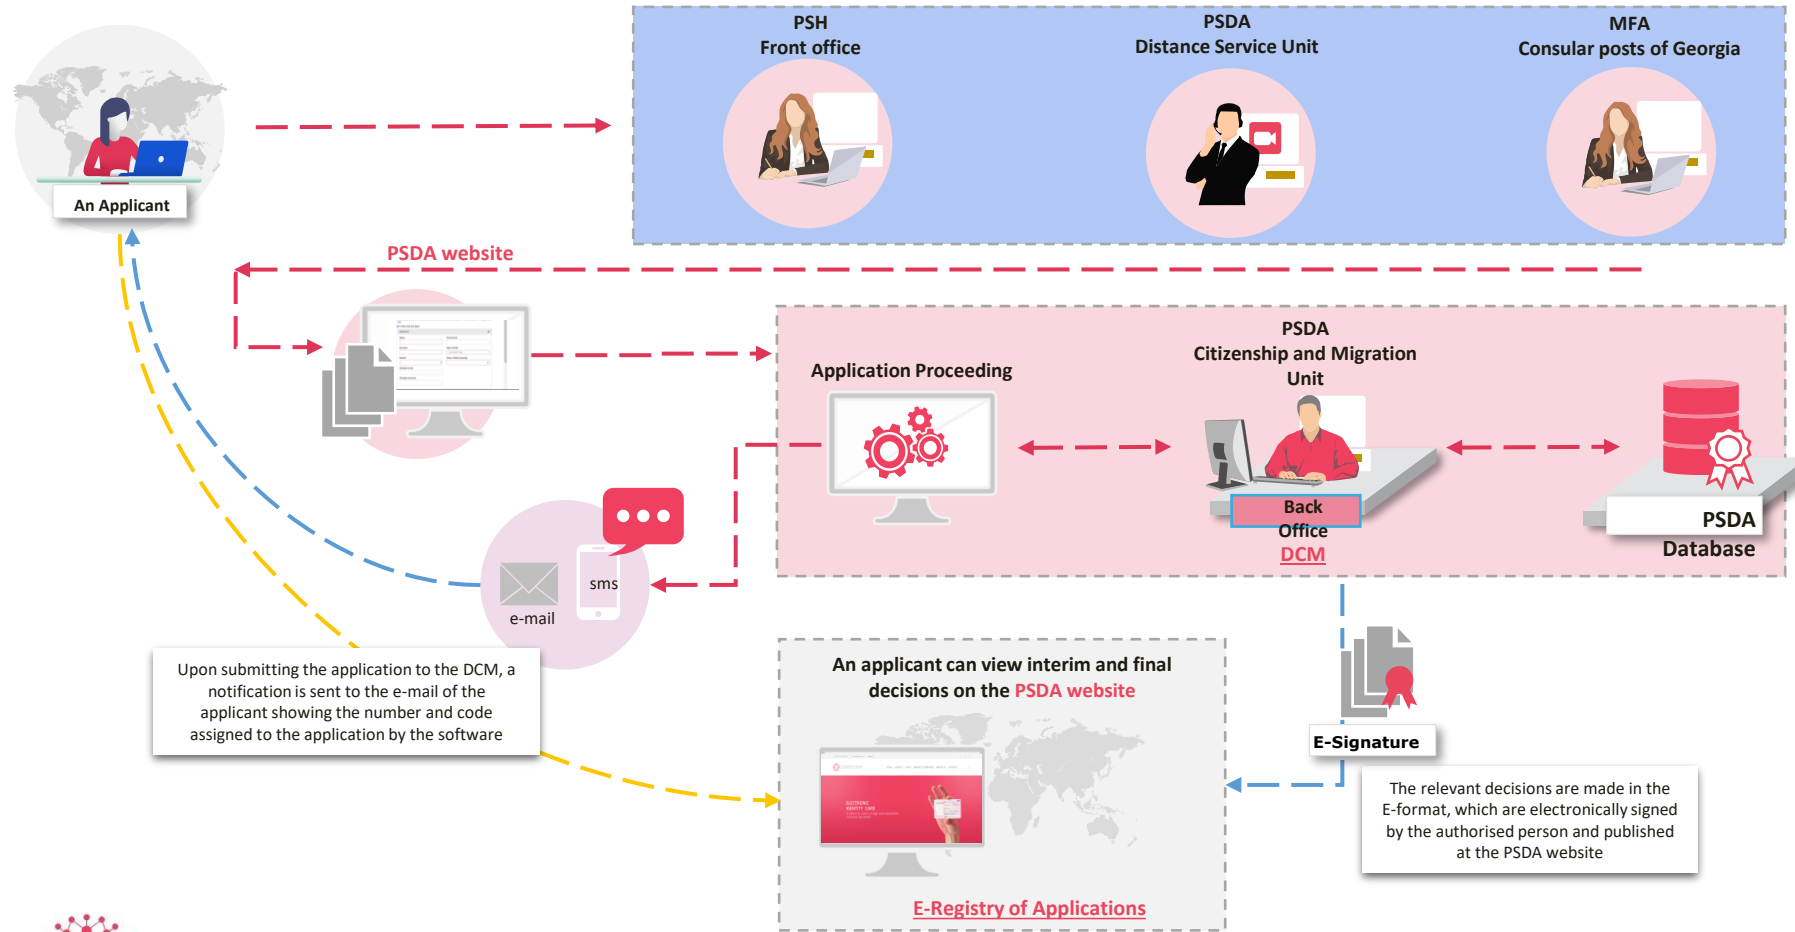 PSH
Front office
PSDA
Distance Service Unit
MFA
Consular posts of Georgia
An Applicant
PSDA website
Application Proceeding
PSDA
Citizenship and Migration
Unit
Back
Office
DCM
PSDA
Database
sms
e-mail
Upon submitting the application to the DCM, a
notification is sent to the e-mail of the
applicant showing the number and code
assigned to the application by the software
An applicant can view interim and final
decisions on the PSDA website
ELECTRONIC
IDENTITY CARD
E-Registry of Applications
E-Signature
The relevant decisions are made in the
E-format, which are electronically signed
by the authorised person and published
at the PSDA website